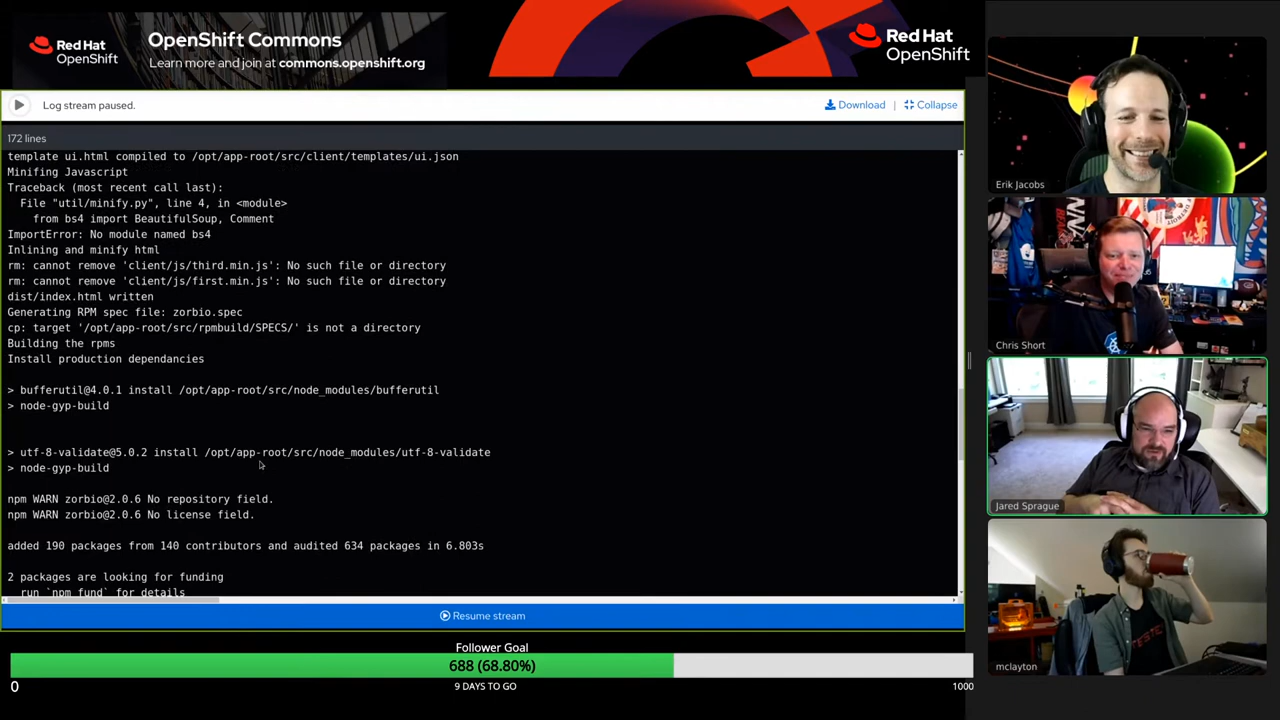 Red Hat
OpenShift
OpenShift Commons
Learn more and join at commons.openshift.org
Red Hat
OpenShift
Log stream paused.
Download | Collapse
172 lines
template ui.html compiled to /opt/app-root/src/client/templates/ui.json
Minifing Javascript
Traceback (most recent call last):
File "util/minify.py", line 4, in <module>
from bs4 import BeautifulSoup, Comment
ImportError: No module named bs4
Inlining and minify html
rm: cannot remove 'client/js/third.min.js': No such file or directory
rm: cannot remove 'client/js/first.min.js': No such file or directory
dist/index.html written
Generating RPM spec file: zorbio.spec
cp: target '/opt/app-root/src/rpmbuild/SPECS/' is not a directory
Building the rpms
Install production dependancies
> bufferutil@4.0.1 install /opt/app-root/src/node_modules/bufferutil
> node-gyp-build
> utf-8-validate@5.0.2 install /opt/app-root/src/node_modules/utf-8-validate
> node-gyp-build
npm WARN zorbio@2.0.6 No repository field.
npm WARN zorbio@2.0.6 No license field.
added 190 packages from 140 contributors and audited 634 packages in 6.803s
2 packages are looking for funding
run `npm fund` for details
Resume stream
Follower Goal
688 (68.80%)
0
9 DAYS TO GO
1000
Erik Jacobs
Chris Short
Jared Sprague
mclayton